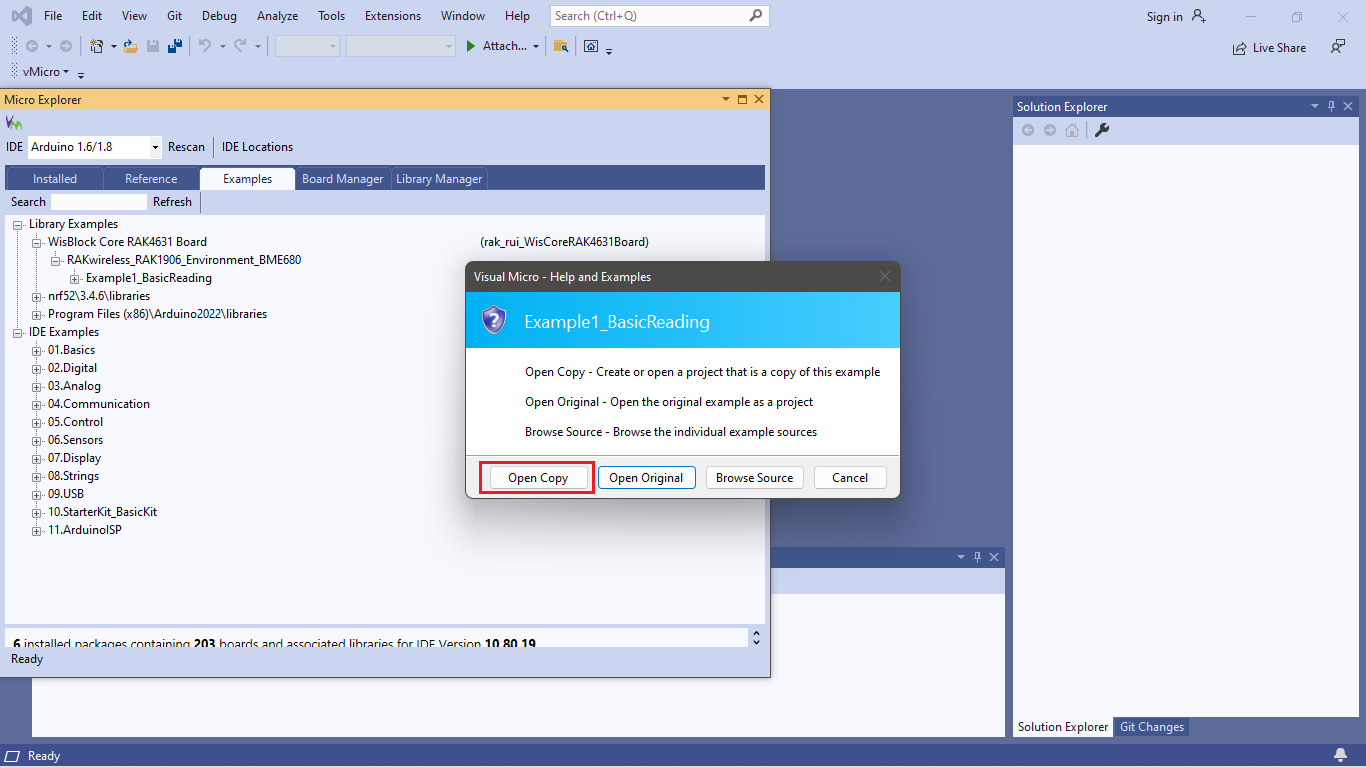 File Edit View Git Debug Analyze Tools Extensions Window Help Search (Ctrl+Q) Sign in
Attach... Live Share
vMicro
Micro Explorer
Solution Explorer
IDE Arduino 1.6/1.8 Rescan IDE Locations
Installed Reference Examples Board Manager Library Manager
Search Refresh
Library Examples
WisBlock Core RAK4631 Board (rak_rui_WisCoreRAK4631Board)
RAKwireless_RAK1906_Environment_BME680
Example1_BasicReading
nrf52\3.4.6\libraries
Program Files (x86)\Arduino2022\libraries
IDE Examples
01.Basics
02.Digital
03.Analog
04.Communication
05.Control
06.Sensors
07.Display
08.Strings
09.USB
10.StarterKit_BasicKit
11.ArduinoISP
Visual Micro - Help and Examples
Example1_BasicReading
Open Copy - Create or open a project that is a copy of this example
Open Original - Open the original example as a project
Browse Source - Browse the individual example sources
Open Copy Open Original Browse Source Cancel
6 installed packages containing 203 boards and associated libraries for IDE Version 10.80.19
Ready
Solution Explorer Git Changes
Ready